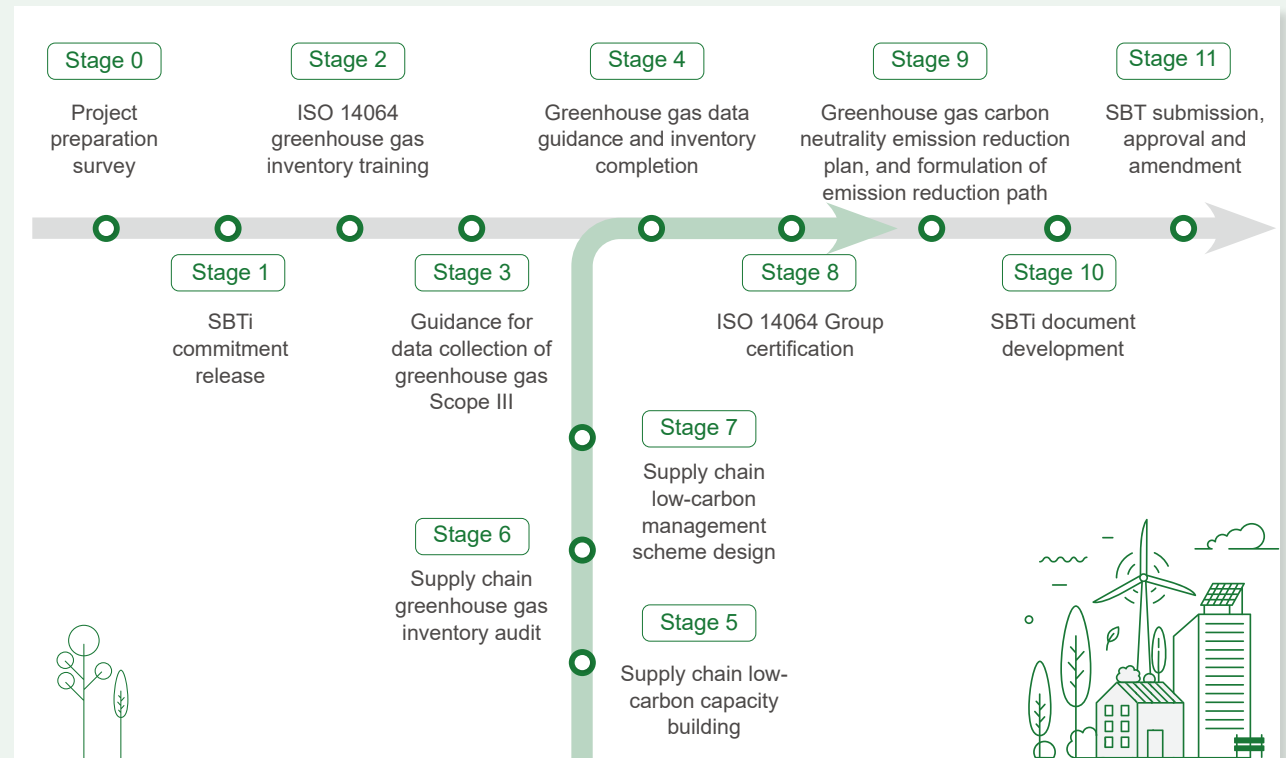 Stage 0
Project
preparation
survey
Stage 2
ISO 14064
greenhouse gas
inventory training
Stage 4
Greenhouse gas data
guidance and inventory
completion
Stage 9
Greenhouse gas carbon
neutrality emission reduction
plan, and formulation of
emission reduction path
Stage 11
SBT submission,
approval and
amendment
Stage 1
SBTi
commitment
release
Stage 3
Guidance for
data collection of
greenhouse gas
Scope III
Stage 8
ISO 14064 Group
certification
Stage 10
SBTi document
development
Stage 7
Supply chain
low-carbon
management
scheme design
Stage 6
Supply chain
greenhouse gas
inventory audit
Stage 5
Supply chain low-
carbon capacity
building